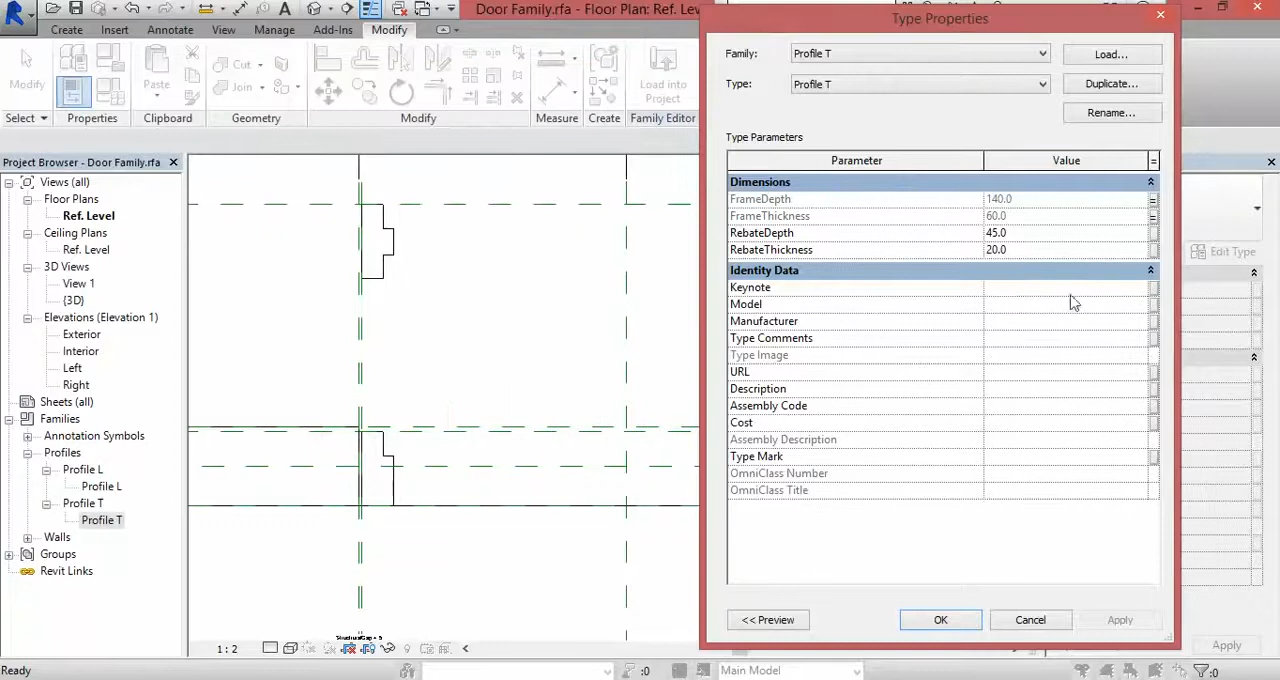 Door Family.rfa - Floor Plan: Ref. Lev
Type Properties
Create
Insert
Annotate
View
Manage
Add-Ins
Modify
Modify
Paste
Cut
Join
Load into
Project
Select
Properties
Clipboard
Geometry
Modify
Measure
Create
Family Editor
Project Browser - Door Family.rfa
Views (all)
Floor Plans
Ref. Level
Ceiling Plans
Ref. Level
3D Views
View 1
{3D}
Elevations (Elevation 1)
Exterior
Interior
Left
Right
Sheets (all)
Families
Annotation Symbols
Profiles
Profile L
Profile L
Profile T
Profile T
Walls
Groups
Revit Links
1 : 2
Family: Profile T Load...
Type: Profile T Duplicate...
Rename...
Type Parameters
Parameter Value =
Dimensions
FrameDepth 140.0 =
FrameThickness 60.0 =
RebateDepth 45.0
RebateThickness 20.0
Identity Data
Keynote
Model
Manufacturer
Type Comments
Type Image
URL
Description
Assembly Code
Cost
Assembly Description
Type Mark
OmniClass Number
OmniClass Title
<< Preview OK Cancel Apply
Edit Type
Apply
Ready
:0
Main Model
:0